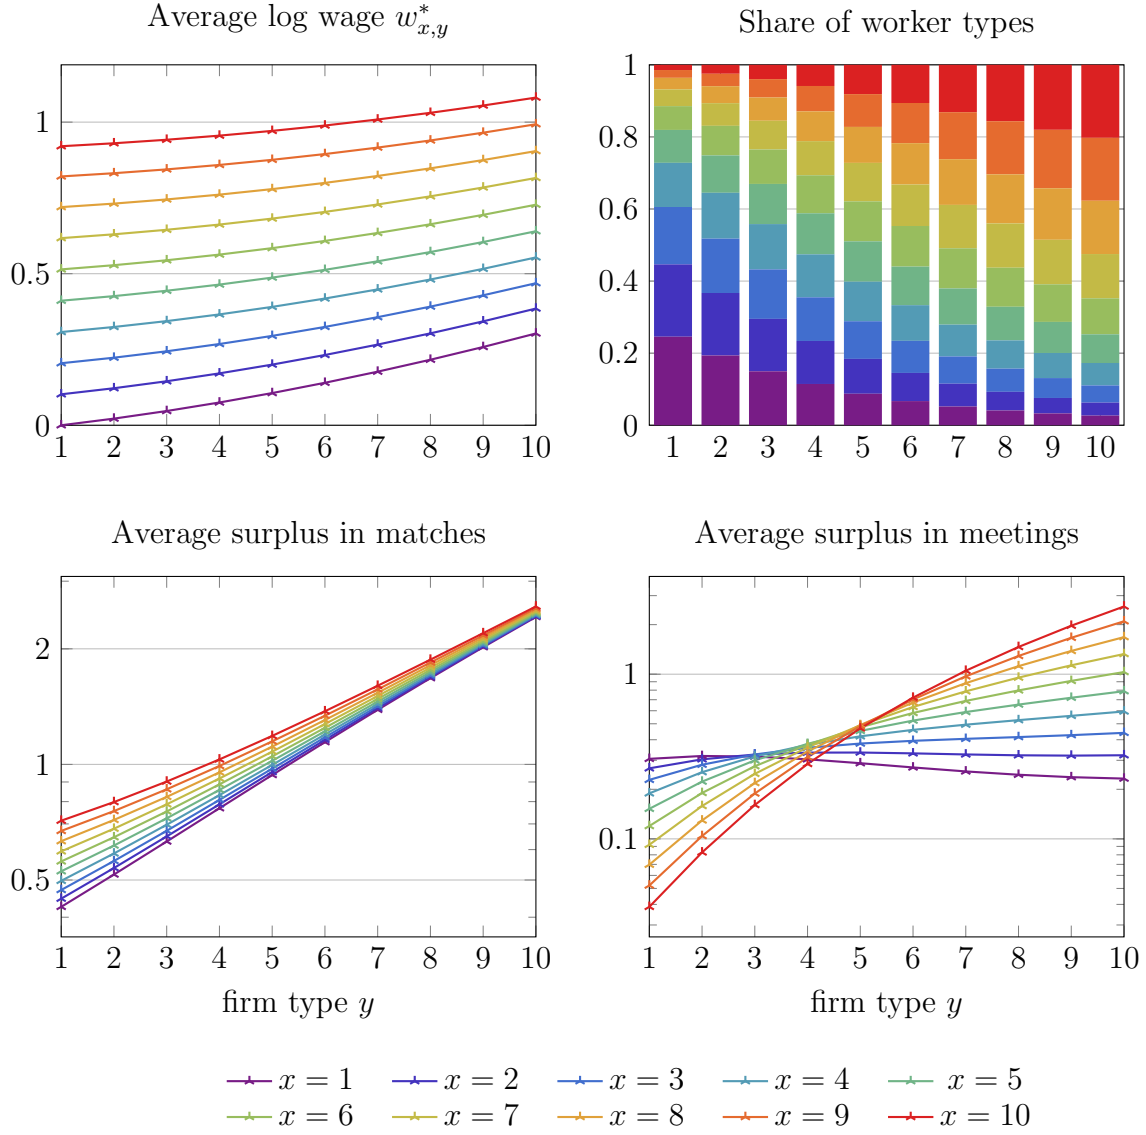 Average log wage w*x,y
1
0.5
0
1 2 3 4 5 6 7 8 9 10
Share of worker types
1
0.8
0.6
0.4
0.2
0
1 2 3 4 5 6 7 8 9 10
Average surplus in matches
2
1
0.5
1 2 3 4 5 6 7 8 9 10
firm type y
Average surplus in meetings
1
0.1
1 2 3 4 5 6 7 8 9 10
firm type y
x = 1 x = 2 x = 3 x = 4 x = 5
x = 6 x = 7 x = 8 x = 9 x = 10